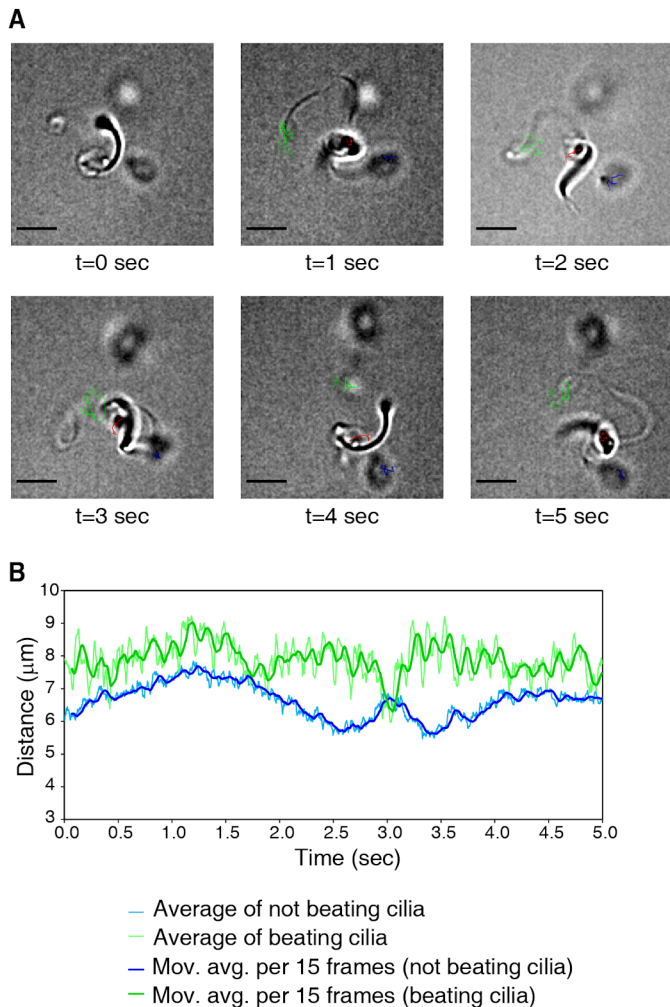 A
t=0 sec
t=1 sec
t=2 sec
t=3 sec
t=4 sec
t=5 sec
B
10
9
8
7
6
5
4
3
Distance (μm)
0.0 0.5 1.0 1.5 2.0 2.5 3.0 3.5 4.0 4.5 5.0
Time (sec)
Average of not beating cilia
Average of beating cilia
Mov. avg. per 15 frames (not beating cilia)
Mov. avg. per 15 frames (beating cilia)